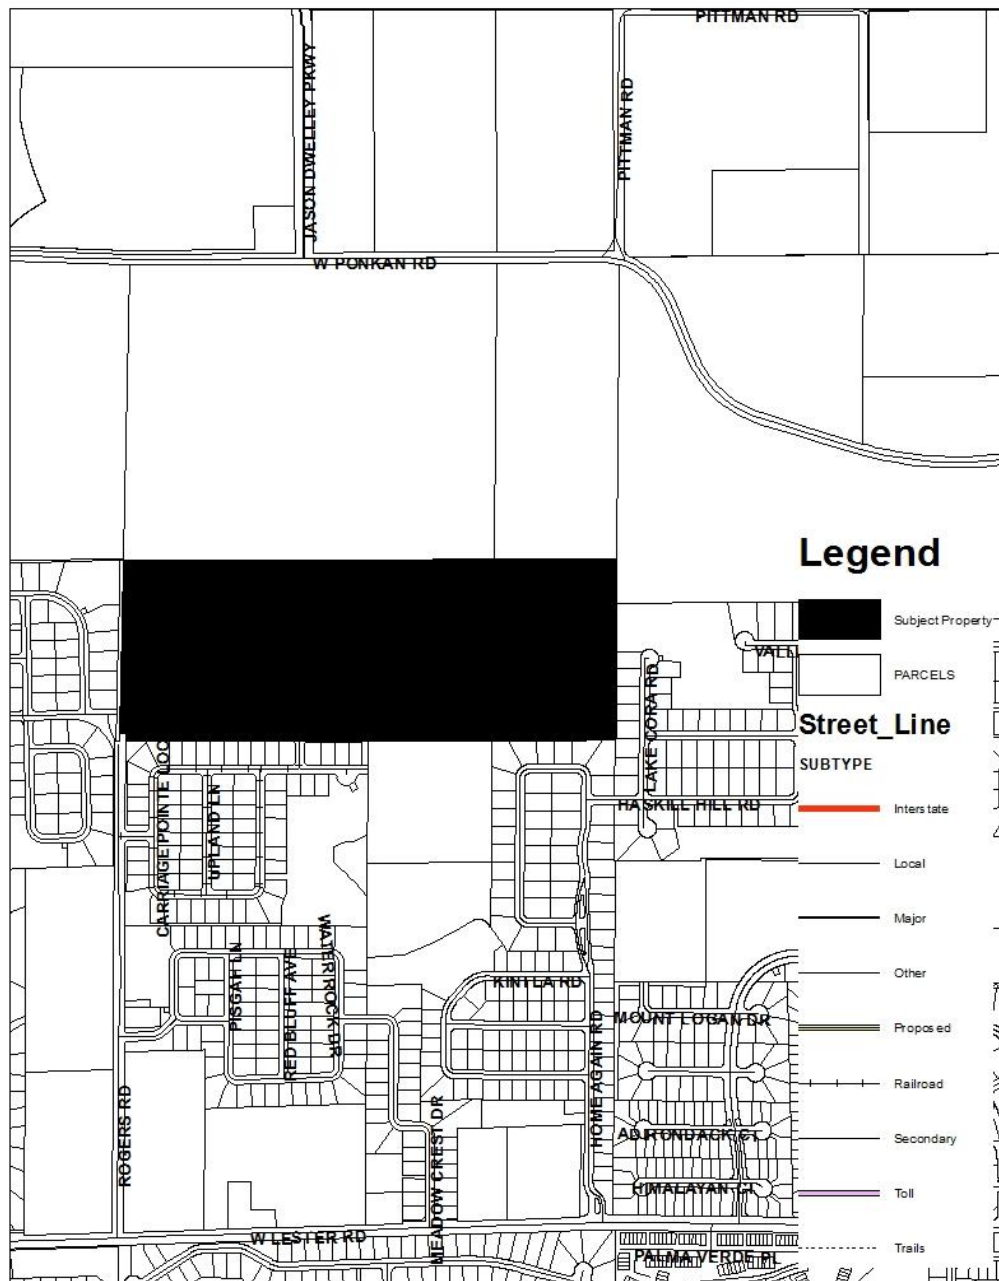 PITTMAN RD
JASON DWELLEY PKWY
PITTMAN RD
W PONKAN RD
Legend
Subject Property
PARCELS
Street_Line
SUBTYPE
Interstate
Local
Major
Other
Proposed
Railroad
Secondary
Toll
Trails
LAKE CORA RD
HASKILL HILL RD
CARRIAGE POINTE LOO
UPLAND LN
WATER ROCK DR
PISGAH LN
RED BLUFF AVE
KINTLA RD
MOUNT LOGAN DR
HOME AGAIN RD
ROGERS RD
MEADOW CREST DR
ADIRONDACK CT
HIMALAYAN CT
W LESTER RD
PALMA VERDE PL